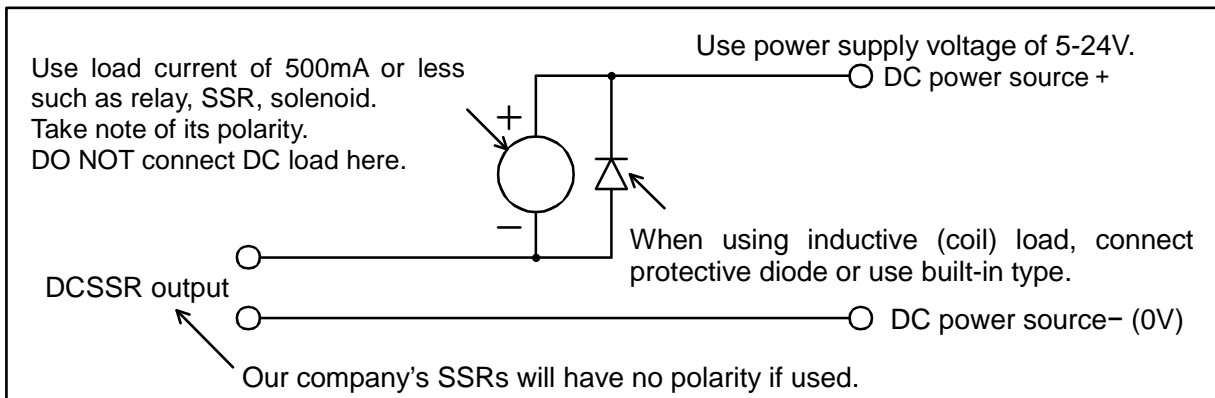 Use power supply voltage of 5-24V.
DC power source +
Use load current of 500mA or less
such as relay, SSR, solenoid.
Take note of its polarity.
DO NOT connect DC load here.
+
−
When using inductive (coil) load, connect
protective diode or use built-in type.
DCSSR output
DC power source− (0V)
Our company's SSRs will have no polarity if used.